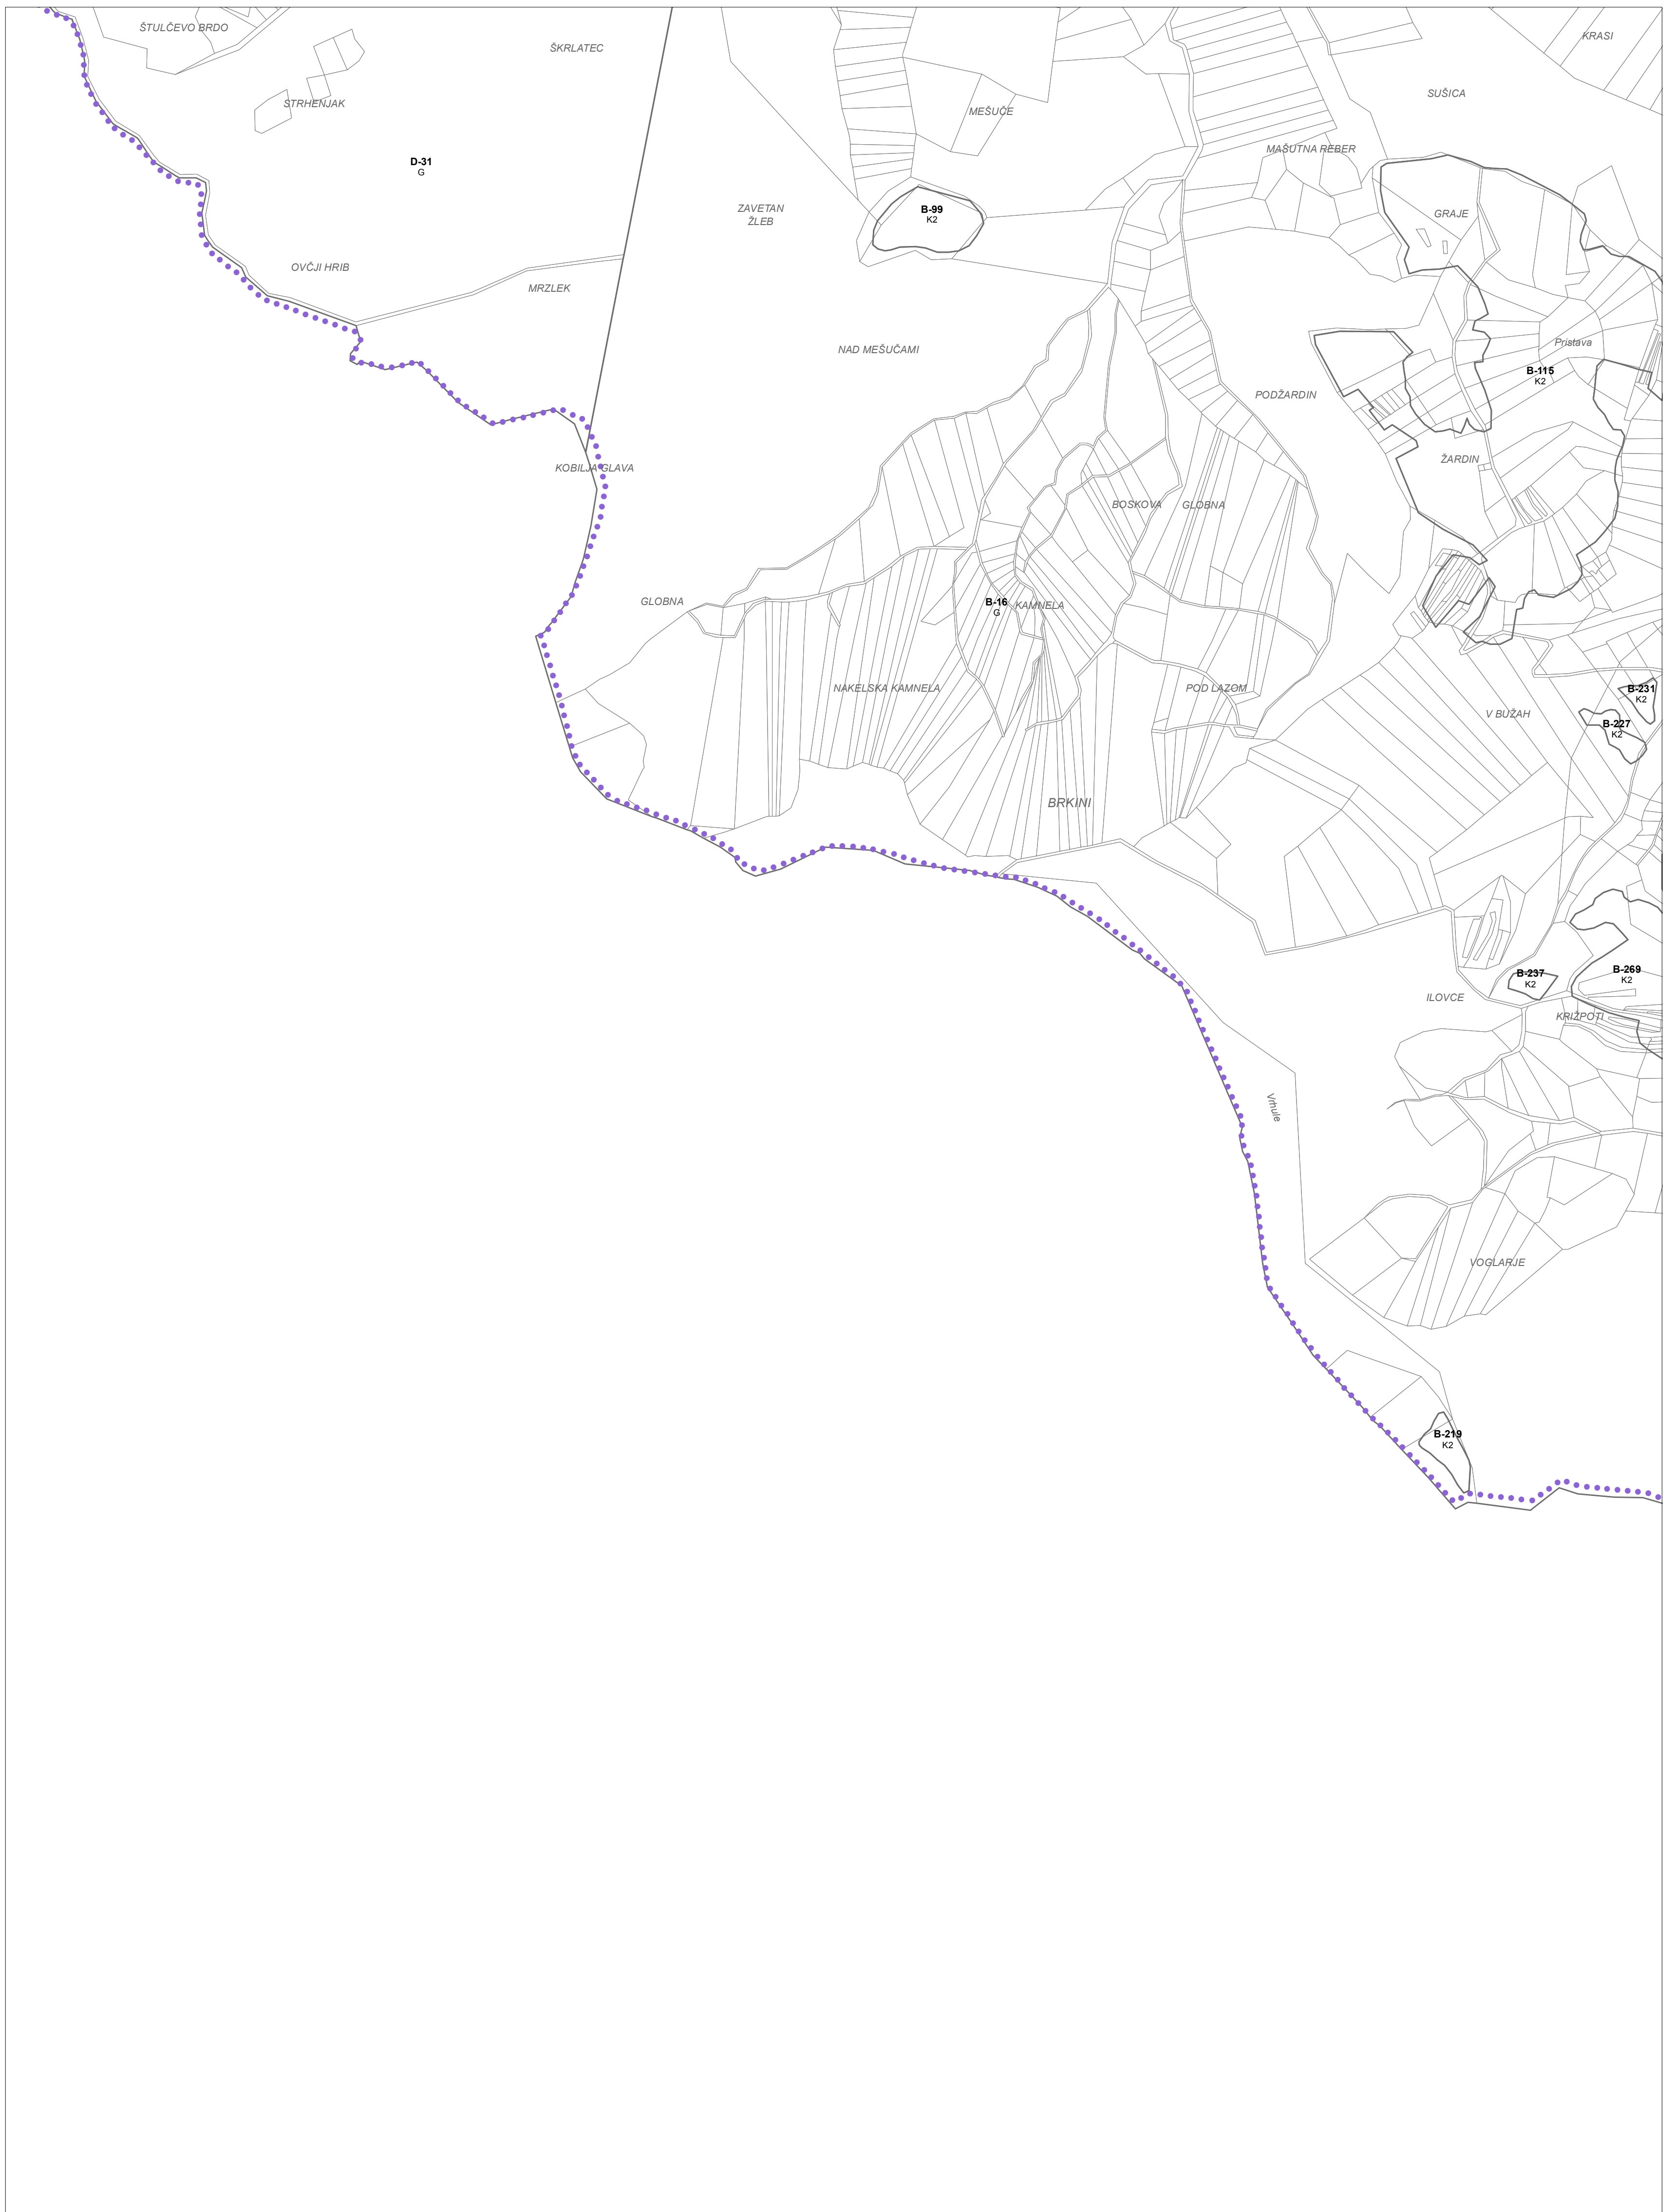 ŠTULČEVO BRDO
ŠKRLATEC
KRASI
STRHENJAK
MEŠUČE
SUŠICA
MAŠUTNA REBER
D-31
G
ZAVETAN
ŽLEB
B-99
K2
GRAJE
OVČJI HRIB
MRZLEK
NAD MEŠUČAMI
Pristava
B-115
K2
PODŽARDIN
KOBILJA GLAVA
ŽARDIN
BOSKOVA
GLOBNA
GLOBNA
B-16
G
KAMNELA
NAKELSKA KAMNELA
POD LAZOM
B-231
K2
V BUŽAH
B-227
K2
BRKINI
B-237
K2
B-269
K2
ILOVCE
KRIŽPOTI
Vrhule
VOGLARJE
B-219
K2